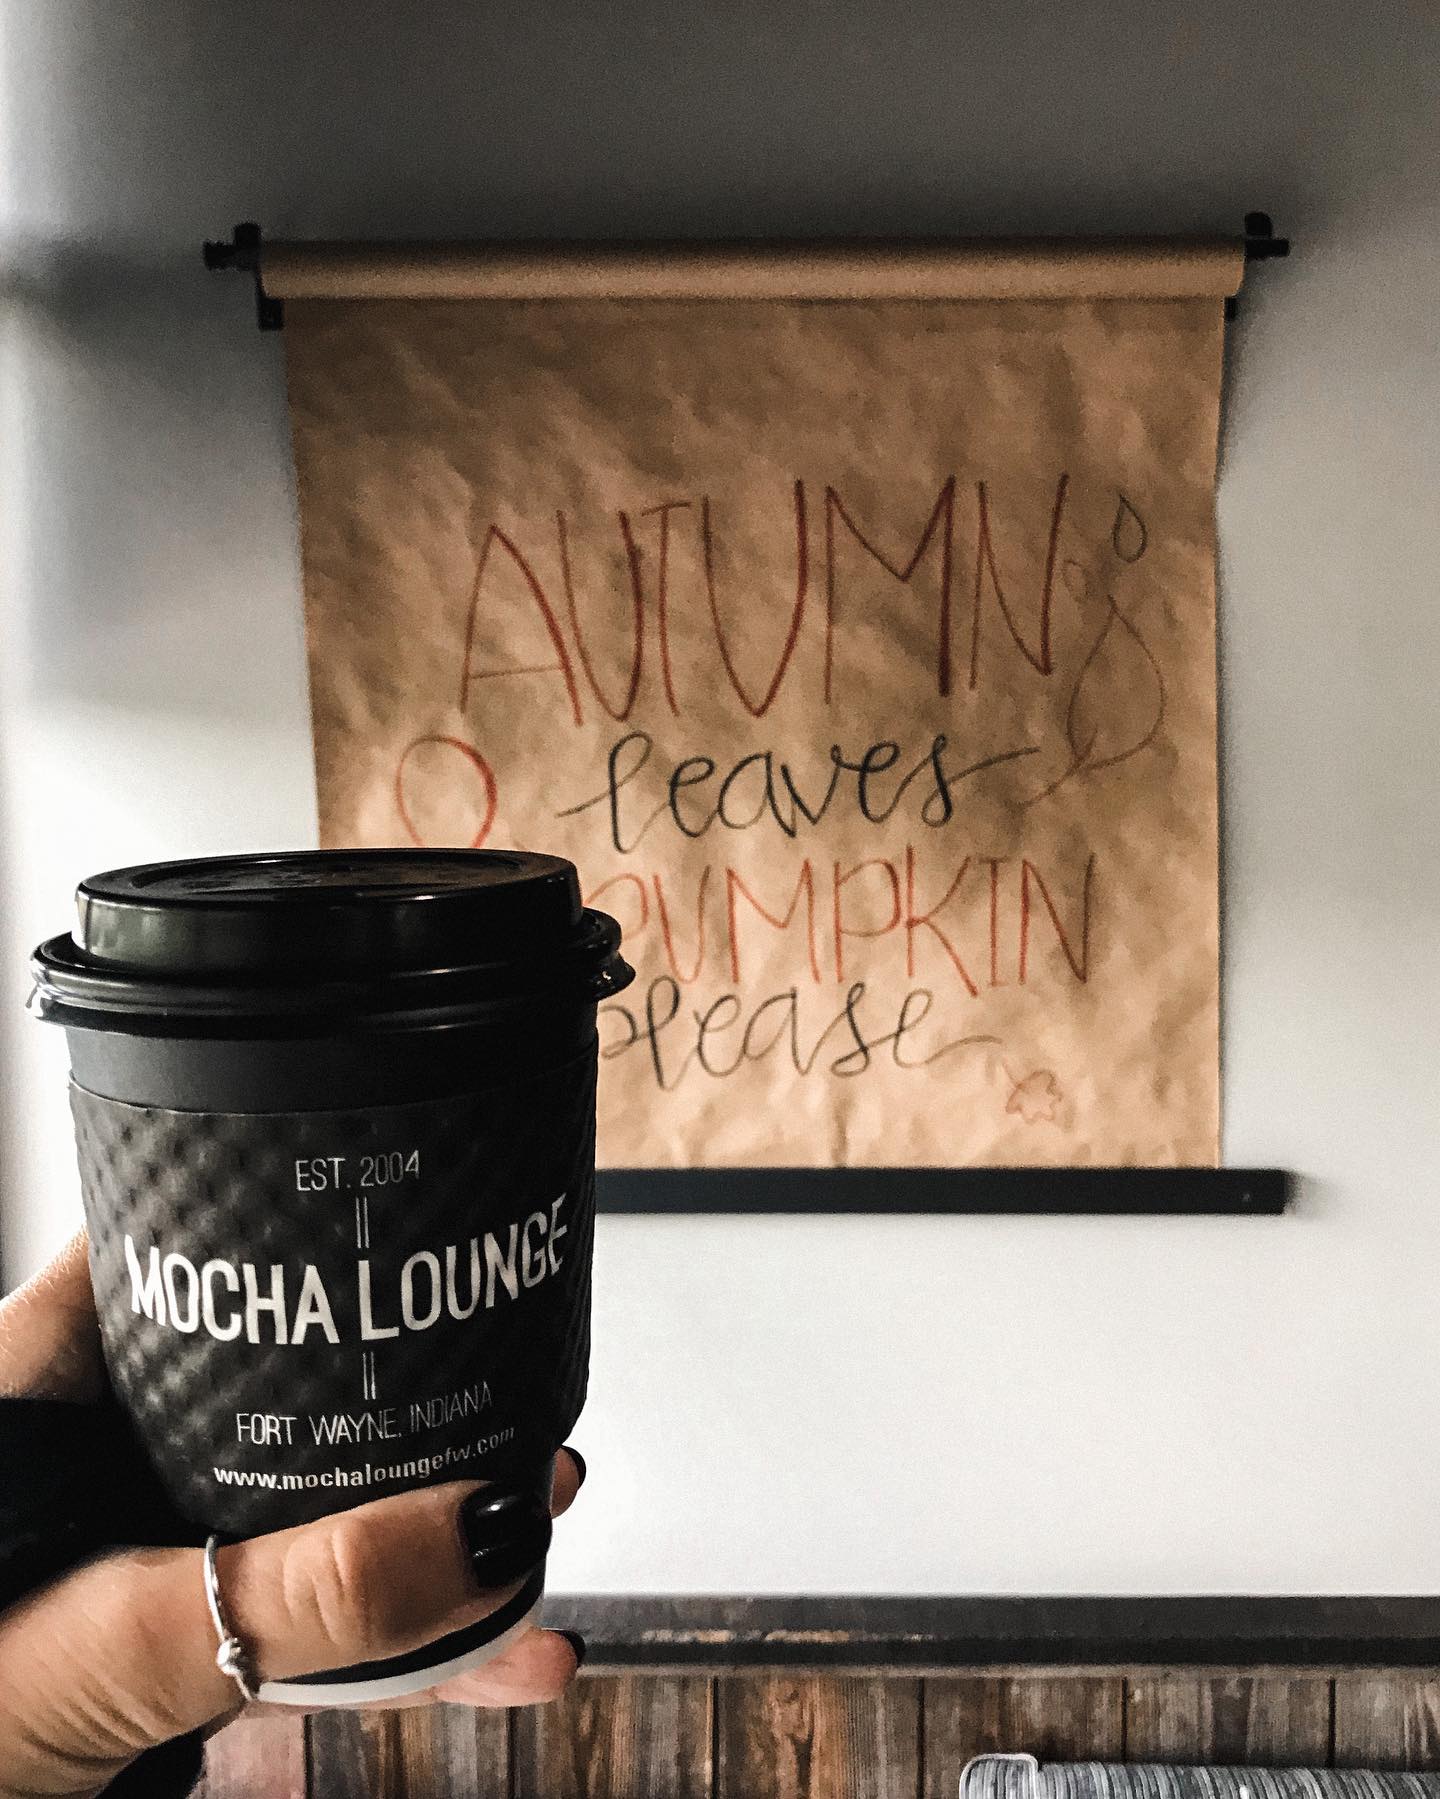 AUTUMN
leaves
PUMPKIN
please
EST. 2004
MOCHA LOUNGE
FORT WAYNE, INDIANA
www.mochaloungefw.com